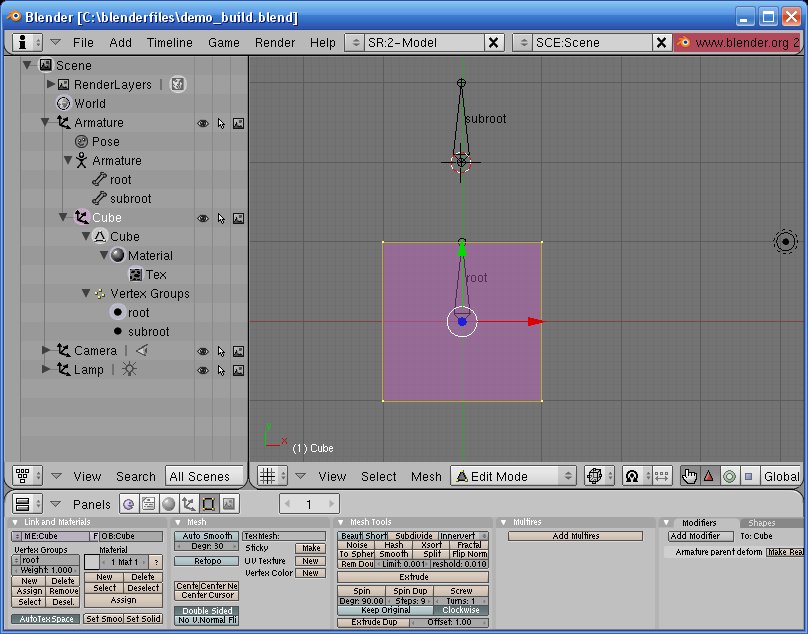 Blender [C:\blenderfiles\demo_build.blend]
File Add Timeline Game Render Help SR:2-Model SCE:Scene www.blender.org 2
Scene
RenderLayers
World
Armature
Pose
Armature
root
subroot
Cube
Cube
Material
Tex
Vertex Groups
root
subroot
Camera
Lamp
subroot
root
y
x
(1) Cube
View Search All Scenes View Select Mesh Edit Mode Global
Panels 1
Link and Materials
ME:Cube F OB:Cube
Vertex Groups Material
root
Weight: 1.000 1 Mat 1 ?
New Delete New Delete
Assign Remove Select Deselect
Select Desel. Assign
AutoTexSpace Set Smoo Set Solid
Mesh
Auto Smooth TexMesh:
Degr: 30 Sticky Make
Retopo UV Texture New
Vertex Color New
Cente Center Ne
Center Cursor
Double Sided
No V.Normal Fli
Mesh Tools
Beaut Short Subdivide Innervert
Noise Hash Xsort Fractal
To Spher Smooth Split Flip Norm
Rem Dou Limit: 0.001 reshold: 0.010
Extrude
Spin Spin Dup Screw
Degr: 90.00 Steps: 9 Turns: 1
Keep Original Clockwise
Extrude Dup Offset: 1.00
Multires
Add Multires
Modifiers Shapes
Add Modifier To: Cube
Armature parent deform Make Real